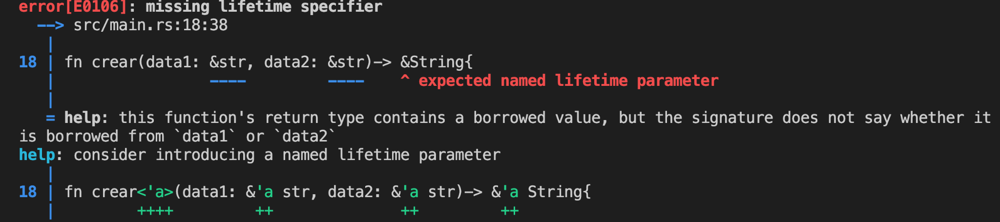 error[E0106]: missing lifetime specifier
  --> src/main.rs:18:38
   |
18 | fn crear(data1: &str, data2: &str)-> &String{
   |                 ----         ----    ^ expected named lifetime parameter
   |
   = help: this function's return type contains a borrowed value, but the signature does not say whether it
is borrowed from `data1` or `data2`
help: consider introducing a named lifetime parameter
   |
18 | fn crear<'a>(data1: &'a str, data2: &'a str)-> &'a String{
   |         ++++         ++              ++         ++